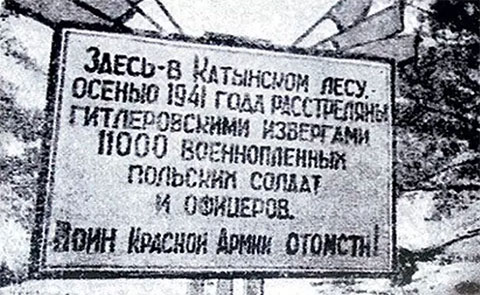 ЗДЕСЬ-В КАТЫНСКОМ ЛЕСУ,
ОСЕНЬЮ 1941 ГОДА РАССТРЕЛЯНЫ
ГИТЛЕРОВСКИМИ ИЗВЕРГАМИ
11000 ВОЕННОПЛЕННЫХ
ПОЛЬСКИХ СОЛДАТ
И ОФИЦЕРОВ.
ВОИН КРАСНОЙ АРМИИ ОТОМСТИ!